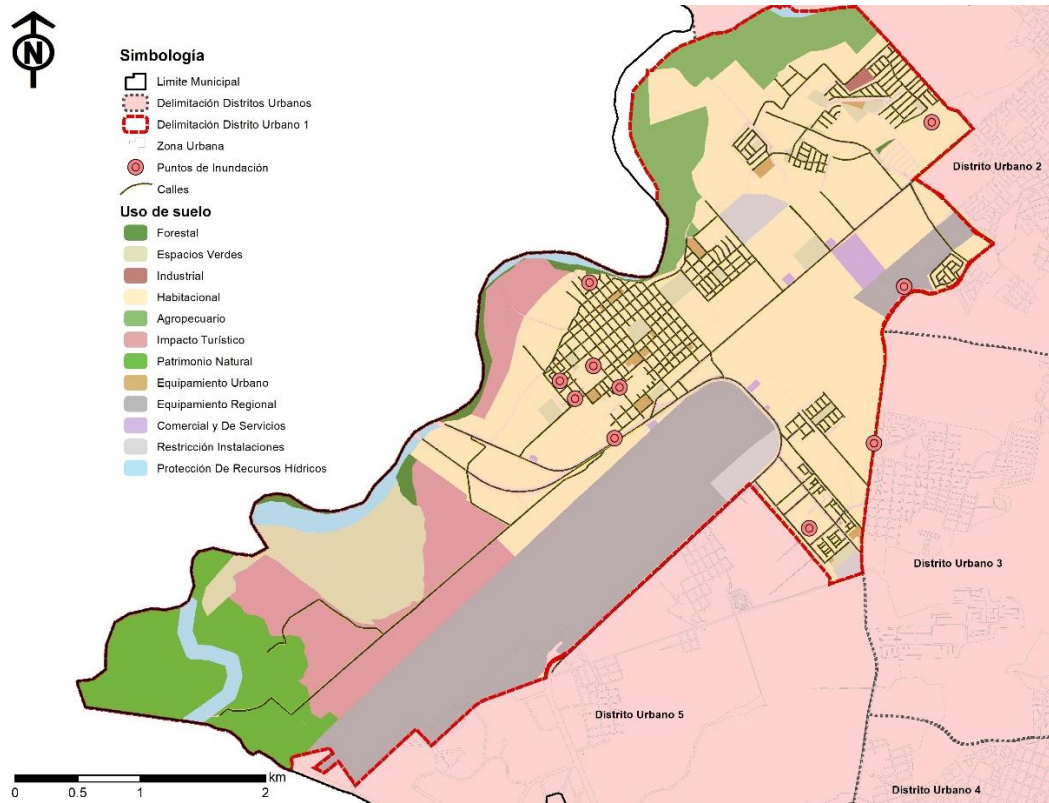 N
Simbología
Limite Municipal
Delimitación Distritos Urbanos
Delimitación Distrito Urbano 1
Zona Urbana
Puntos de Inundación
Calles
Uso de suelo
Forestal
Espacios Verdes
Industrial
Habitacional
Agropecuario
Impacto Turístico
Patrimonio Natural
Equipamiento Urbano
Equipamiento Regional
Comercial y De Servicios
Restricción Instalaciones
Protección De Recursos Hídricos
Distrito Urbano 2
Distrito Urbano 3
Distrito Urbano 5
Distrito Urbano 4
km
0 0.5 1 2